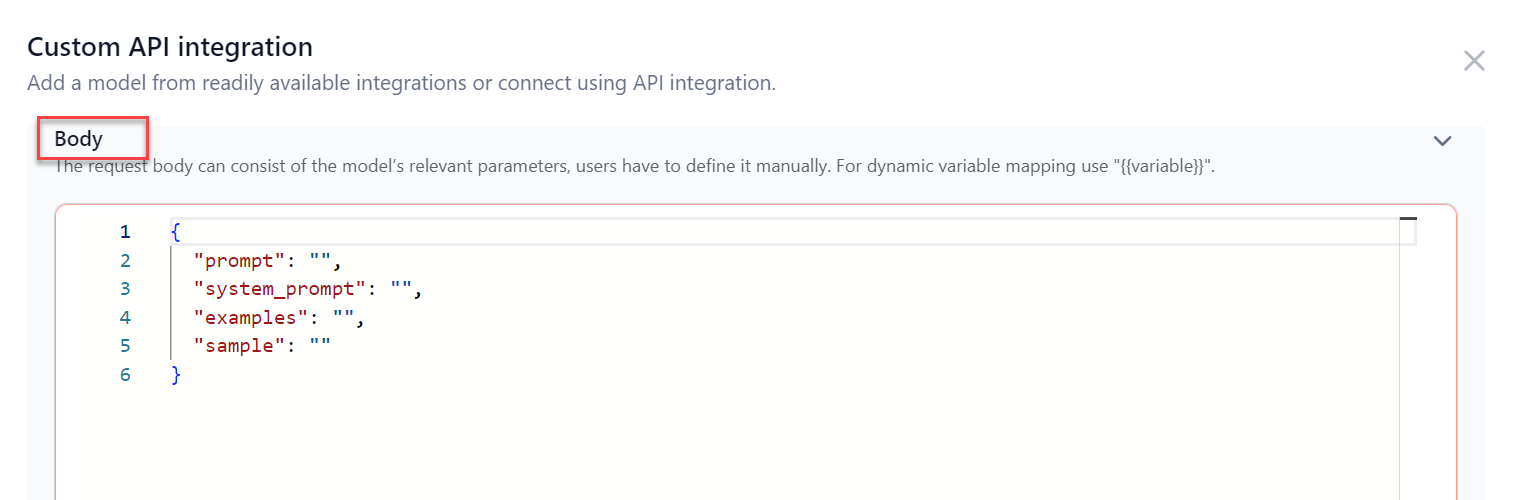 Custom API integration
Add a model from readily available integrations or connect using API integration.
Body
The request body can consist of the model’s relevant parameters, users have to define it manually. For dynamic variable mapping use "{{variable}}".
1 {
2 "prompt": "",
3 "system_prompt": "",
4 "examples": "",
5 "sample": ""
6 }